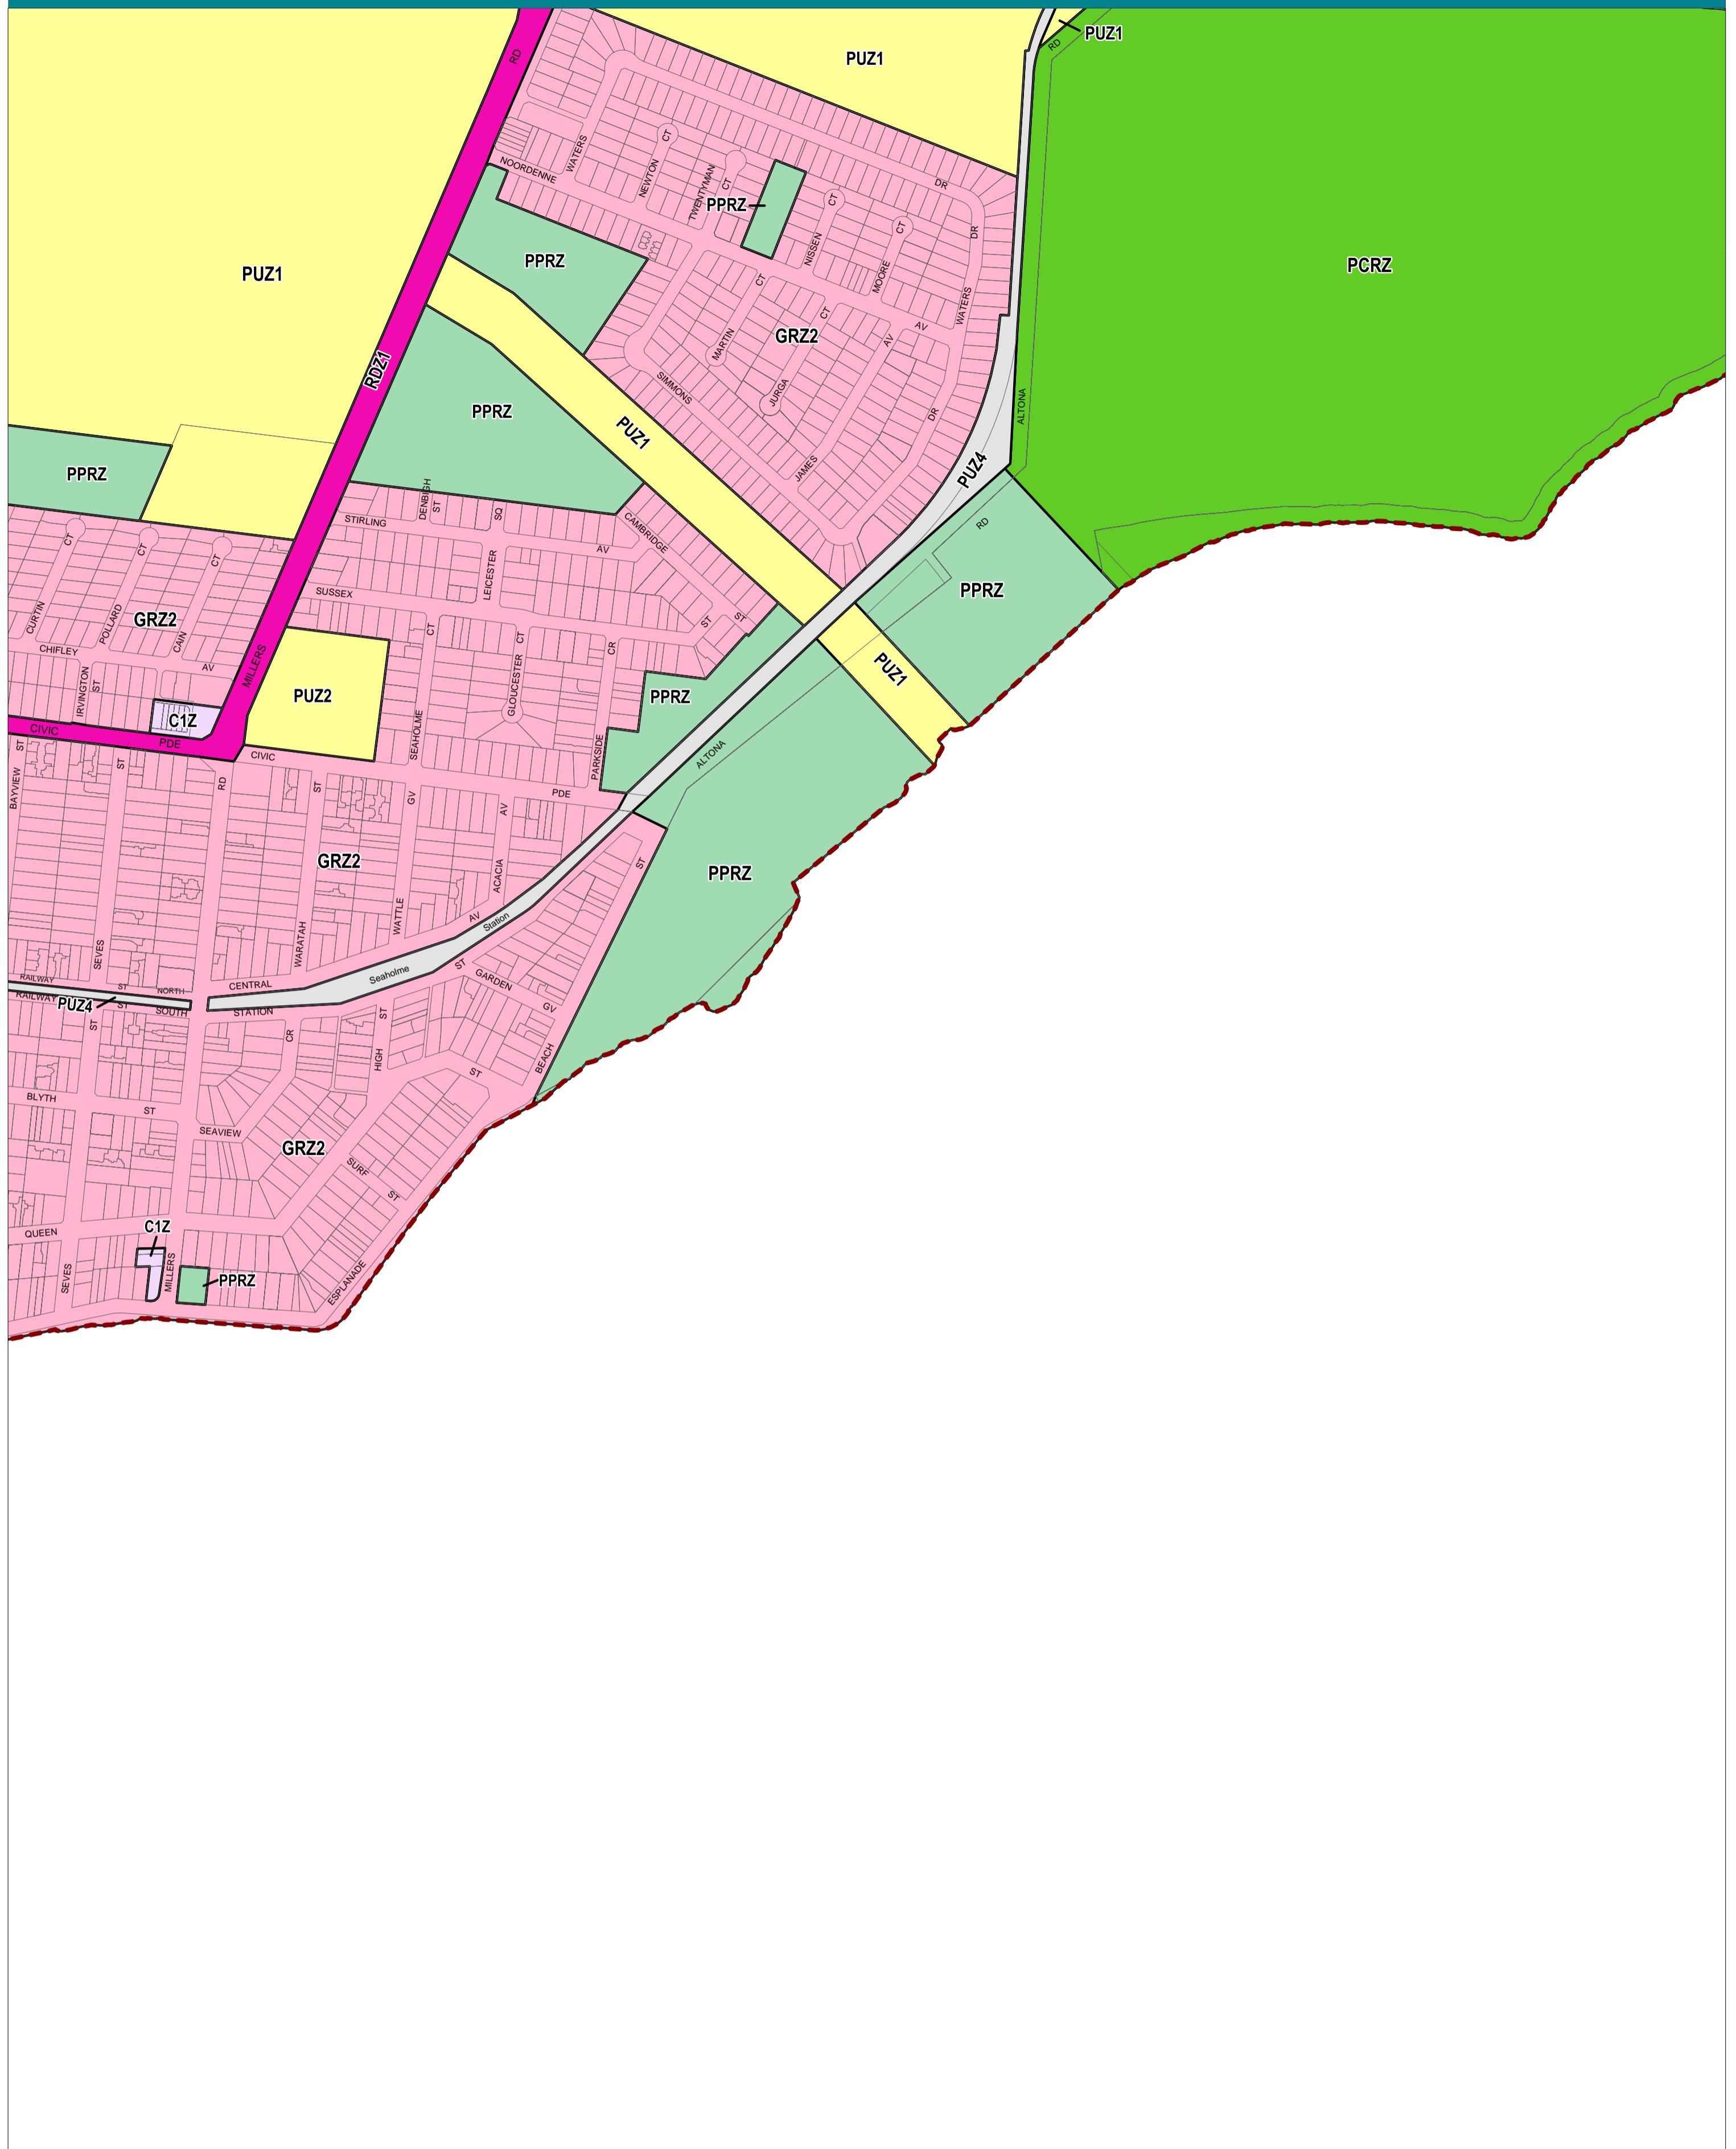 PUZ1
RD
RD
PUZ1
NOORDENNE
WATERS
NEWTON
CT
TWENTYMAN
CT
PPRZ
DR
NISSEN
CT
MOORE
CT
DR
WATERS
PUZ1
PPRZ
PCRZ
MARTIN
CT
GRZ2
CT
JURGA
AV
AV
RDZ1
SIMMONS
JAMES
DR
ALTONA
PPRZ
PUZ1
PPRZ
PUZ4
RD
STIRLING
DENBIGH
ST
SQ
CAMBRIDGE
AV
LEICESTER
CT
CT
CT
CURTIN
POLLARD
CAIN
GRZ2
SUSSEX
ST
ST
PPRZ
CHIFLEY
AV
MILLERS
IRVINGTON
ST
C1Z
PUZ2
CT
CT
CR
GLOUCESTER
SEAHOLME
PARKSIDE
PPRZ
PUZ1
ALTONA
CIVIC
PDE
CIVIC
PDE
ST
BAYVIEW
ST
RD
ST
GV
AV
GRZ2
ACACIA
WATTLE
WARATAH
SEVES
AV
Station
Seaholme
ST
PPRZ
RAILWAY
ST
NORTH
CENTRAL
RAILWAY
PUZ4
ST
SOUTH
STATION
ST
GARDEN
GV
ST
CR
HIGH
ST
BEACH
ST
BLYTH
ST
SEAVIEW
GRZ2
SURF
ST
QUEEN
C1Z
SEVES
MILLERS
PPRZ
ESPLANADE